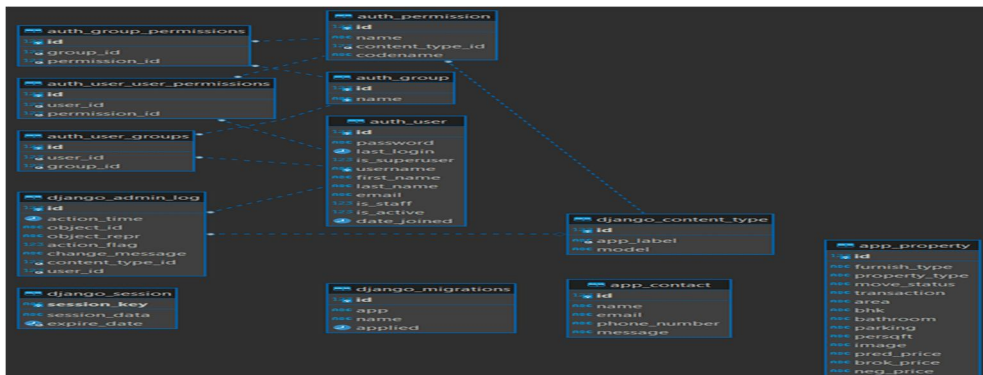 auth_group_permissions
id
group_id
permission_id
auth_permission
id
name
content_type_id
codename
auth_user_user_permissions
id
user_id
permission_id
auth_group
id
name
auth_user_groups
id
user_id
group_id
auth_user
id
password
last_login
is_superuser
username
first_name
last_name
email
is_staff
is_active
date_joined
django_admin_log
id
action_time
object_id
object_repr
action_flag
change_message
content_type_id
user_id
django_content_type
id
app_label
model
app_property
id
furnish_type
property_type
move_status
transaction
area
bhk
bathroom
parking
persqft
image
pred_price
brok_price
neg_price
django_session
session_key
session_data
expire_date
django_migrations
id
app
name
applied
app_contact
id
name
email
phone_number
message